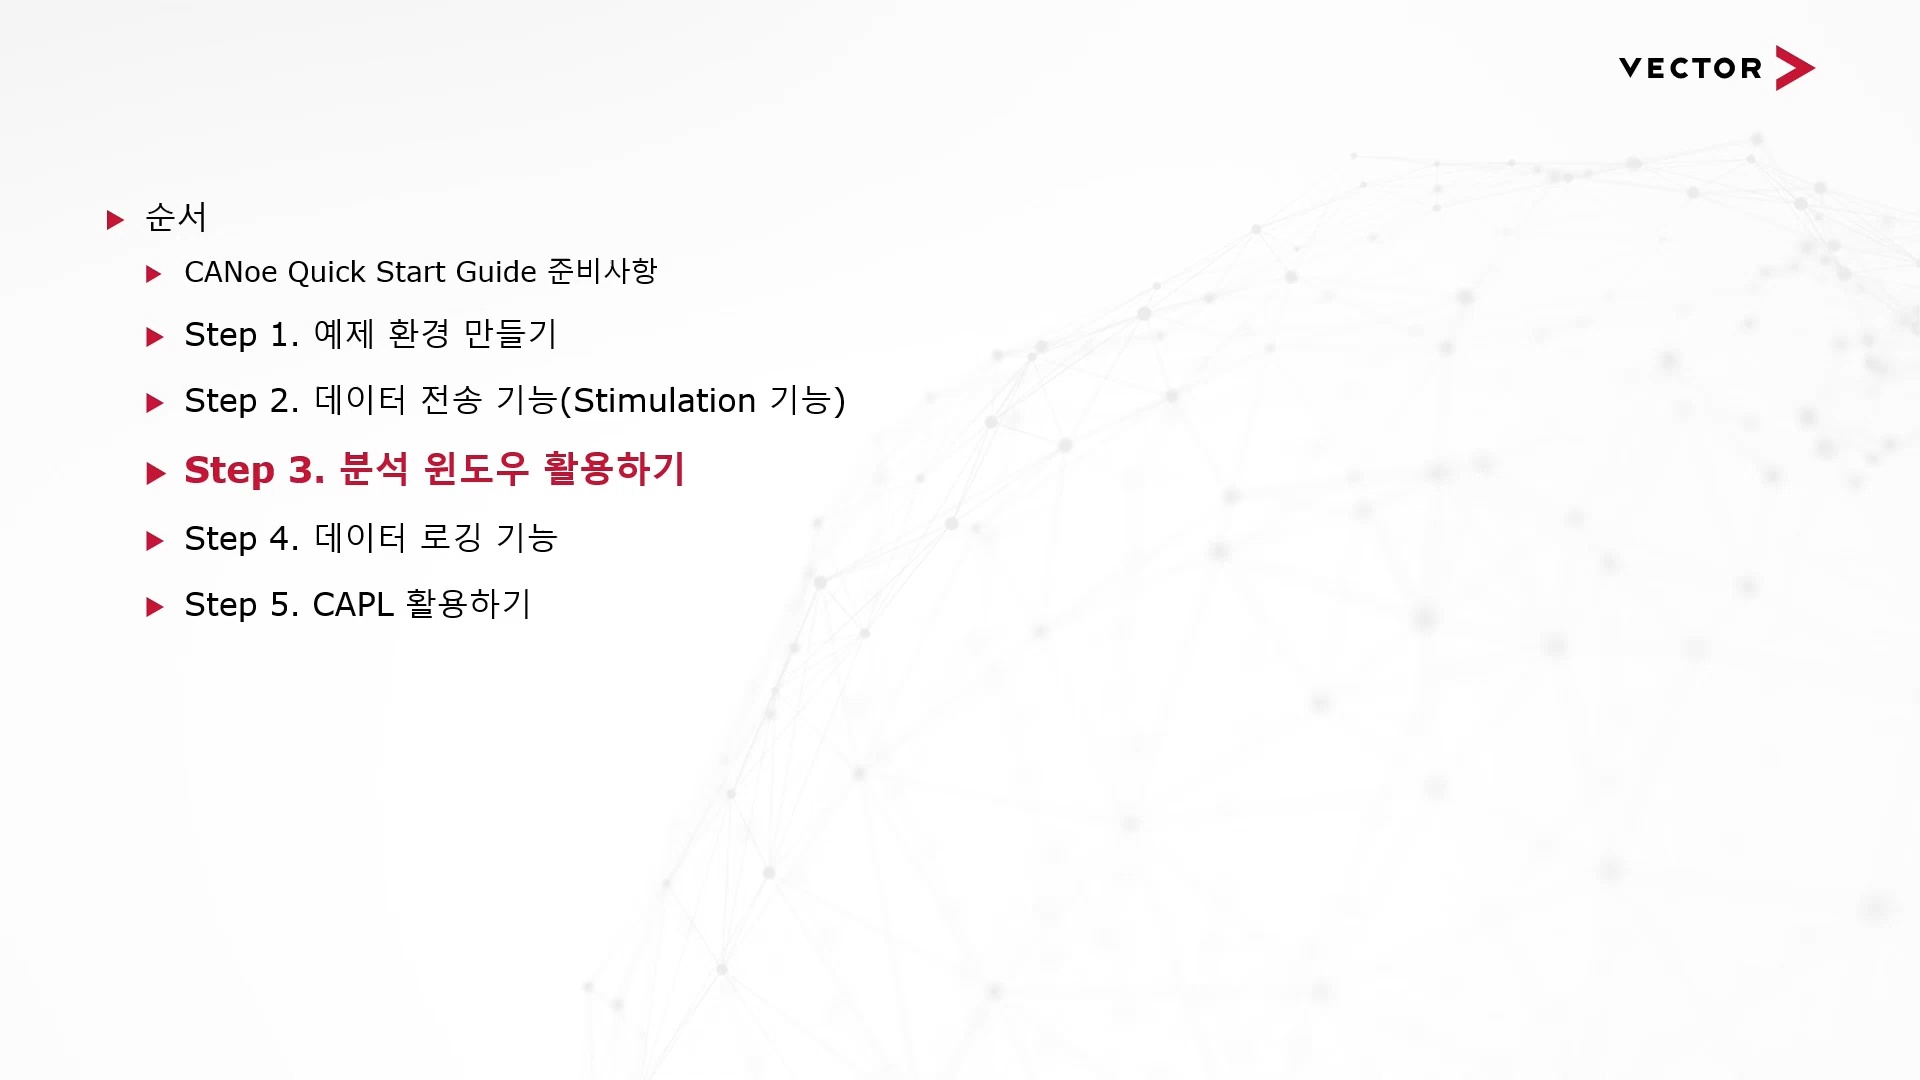 VECTOR
순서
CANoe Quick Start Guide 준비사항
Step 1. 예제 환경 만들기
Step 2. 데이터 전송 기능(Stimulation 기능)
Step 3. 분석 윈도우 활용하기
Step 4. 데이터 로깅 기능
Step 5. CAPL 활용하기